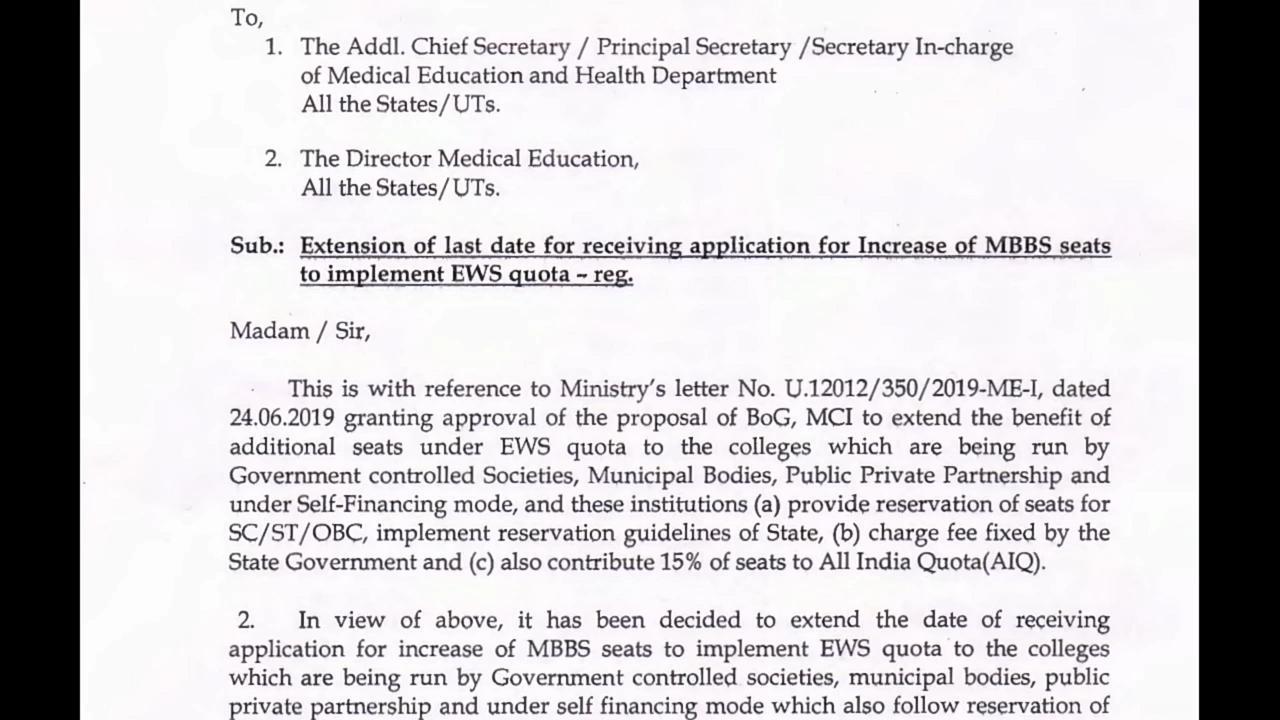 To,
1. The Addl. Chief Secretary / Principal Secretary /Secretary In-charge
of Medical Education and Health Department
All the States/UTs.
2. The Director Medical Education,
All the States/UTs.
Sub.: Extension of last date for receiving application for Increase of MBBS seats
to implement EWS quota – reg.
Madam / Sir,
This is with reference to Ministry's letter No. U.12012/350/2019-ME-I, dated
24.06.2019 granting approval of the proposal of BoG, MCI to extend the benefit of
additional seats under EWS quota to the colleges which are being run by
Government controlled Societies, Municipal Bodies, Public Private Partnership and
under Self-Financing mode, and these institutions (a) provide reservation of seats for
SC/ST/OBC, implement reservation guidelines of State, (b) charge fee fixed by the
State Government and (c) also contribute 15% of seats to All India Quota(AIQ).
2. In view of above, it has been decided to extend the date of receiving
application for increase of MBBS seats to implement EWS quota to the colleges
which are being run by Government controlled societies, municipal bodies, public
private partnership and under self financing mode which also follow reservation of